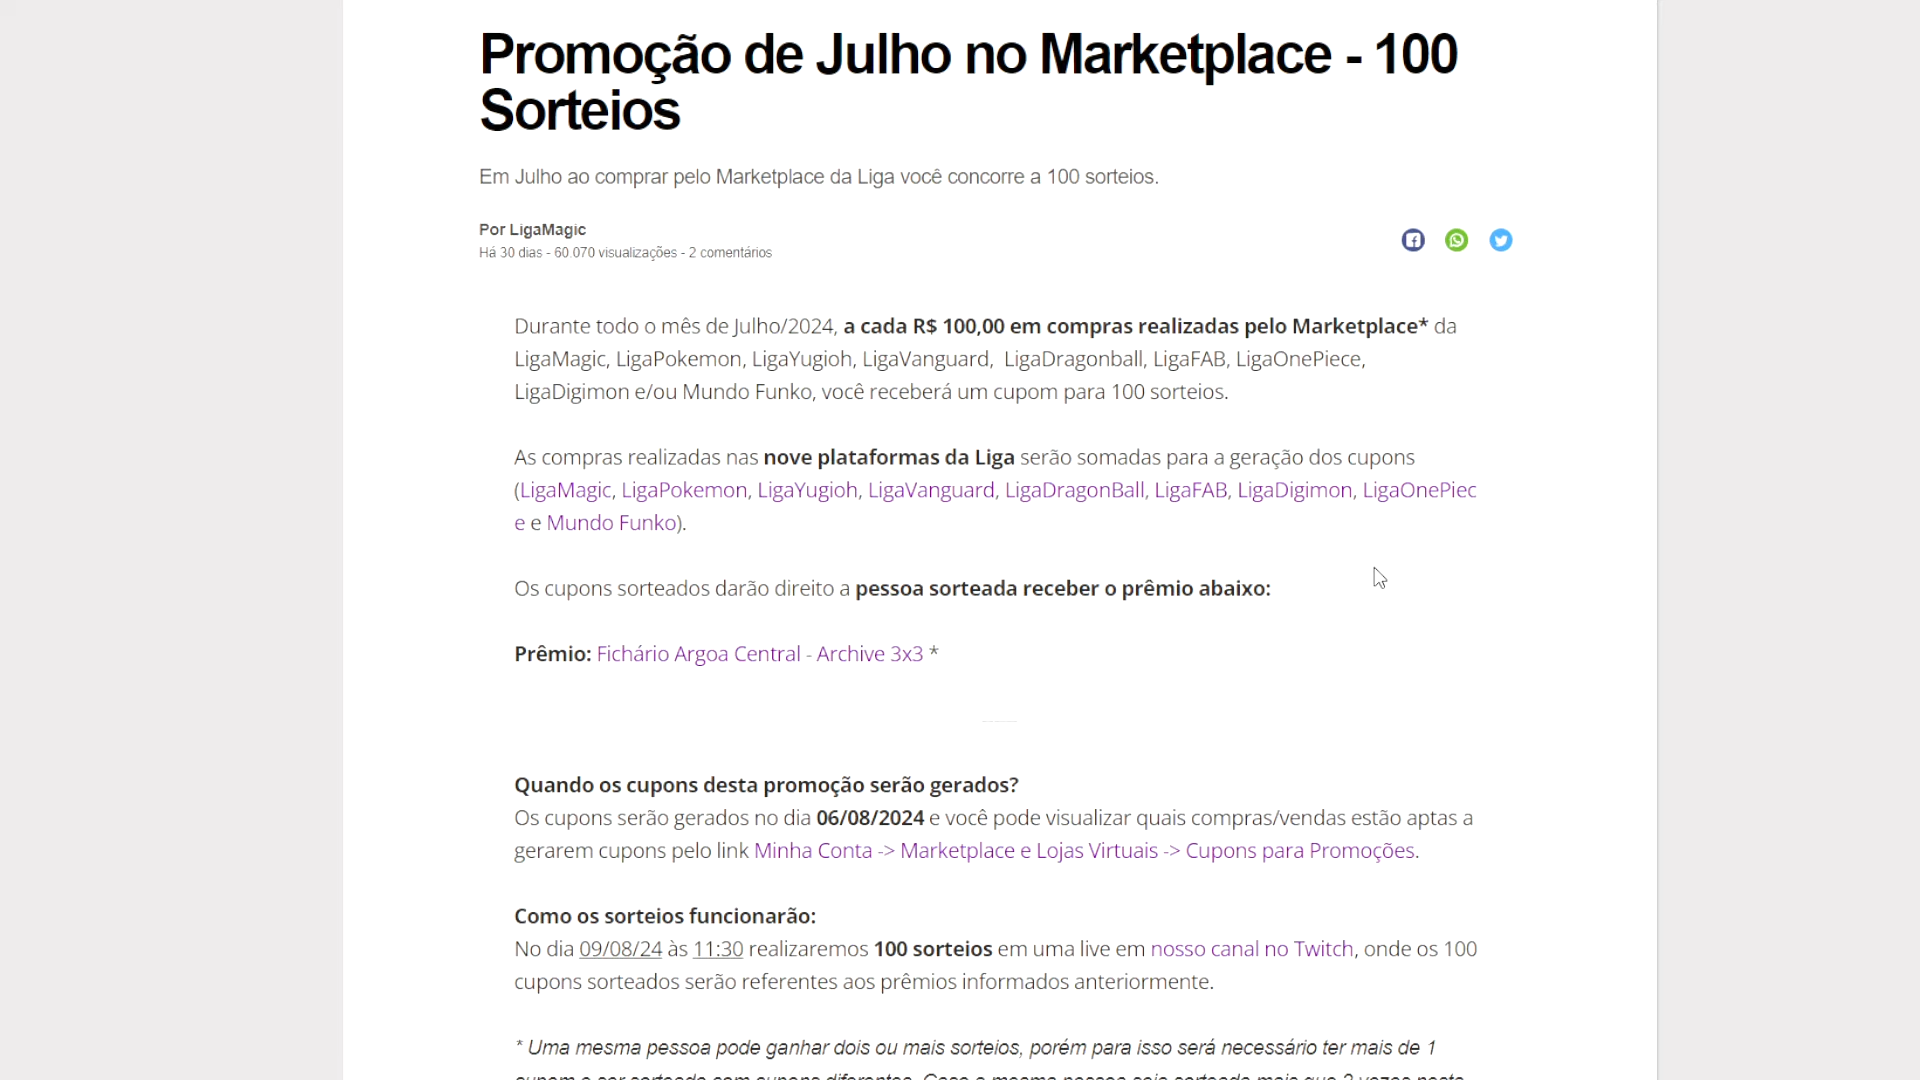 Promoção de Julho no Marketplace - 100
Sorteios
Em Julho ao comprar pelo Marketplace da Liga você concorre a 100 sorteios.
Por LigaMagic
Há 30 dias - 60.070 visualizações - 2 comentários
Durante todo o mês de Julho/2024, a cada R$ 100,00 em compras realizadas pelo Marketplace* da
LigaMagic, LigaPokemon, LigaYugioh, LigaVanguard,  LigaDragonball, LigaFAB, LigaOnePiece,
LigaDigimon e/ou Mundo Funko, você receberá um cupom para 100 sorteios.
As compras realizadas nas nove plataformas da Liga serão somadas para a geração dos cupons
(LigaMagic, LigaPokemon, LigaYugioh, LigaVanguard, LigaDragonBall, LigaFAB, LigaDigimon, LigaOnePiec
e e Mundo Funko).
Os cupons sorteados darão direito a pessoa sorteada receber o prêmio abaixo:
Prêmio: Fichário Argoa Central - Archive 3x3 *
Quando os cupons desta promoção serão gerados?
Os cupons serão gerados no dia 06/08/2024 e você pode visualizar quais compras/vendas estão aptas a
gerarem cupons pelo link Minha Conta -> Marketplace e Lojas Virtuais -> Cupons para Promoções.
Como os sorteios funcionarão:
No dia 09/08/24 às 11:30 realizaremos 100 sorteios em uma live em nosso canal no Twitch, onde os 100
cupons sorteados serão referentes aos prêmios informados anteriormente.
* Uma mesma pessoa pode ganhar dois ou mais sorteios, porém para isso será necessário ter mais de 1